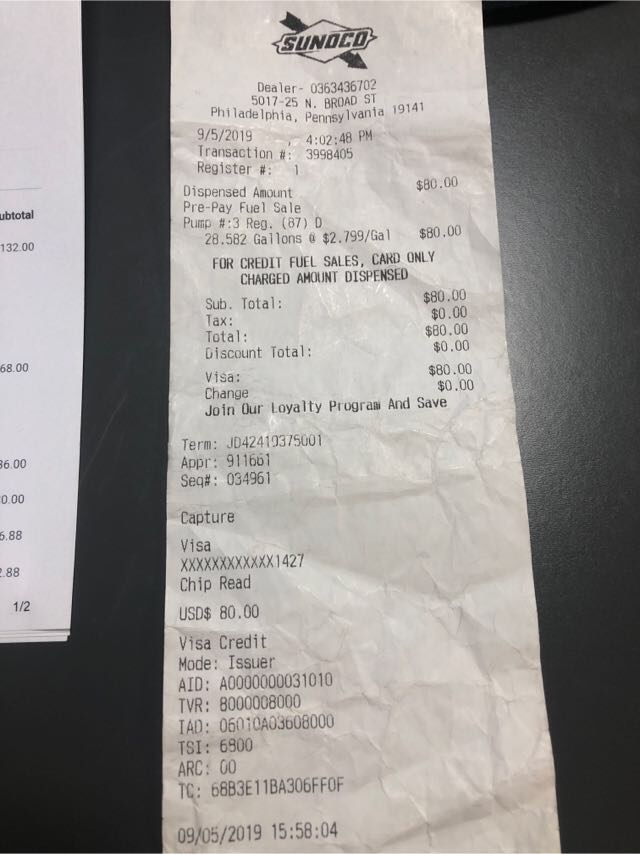 ubtotal
132.00
68.00
36.00
0.00
6.88
2.88
1/2
SUNOCO
Dealer- 0363436702
5017-25 N. BROAD ST
Philadelphia, Pennsylvania 19141
9/5/2019 , 4:02:48 PM
Transaction #: 3998405
Register #: 1
Dispensed Amount $80.00
Pre-Pay Fuel Sale
Pump #:3 Reg. (87) D
28.582 Gallons @ $2.799/Gal $80.00
FOR CREDIT FUEL SALES, CARD ONLY
CHARGED AMOUNT DISPENSED
Sub. Total: $80.00
Tax: $0.00
Total: $80.00
Discount Total: $0.00
Visa: $80.00
Change $0.00
Join Our Loyalty Program And Save
Term: JD42419375001
Appr: 911661
Seq#: 034961
Capture
Visa
XXXXXXXXXXXX1427
Chip Read
USD$ 80.00
Visa Credit
Mode: Issuer
AID: A0000000031010
TVR: 8000008000
IAD: 06010A03608000
TSI: 6800
ARC: 00
TC: 68B3E11BA306FF0F
09/05/2019 15:58:04